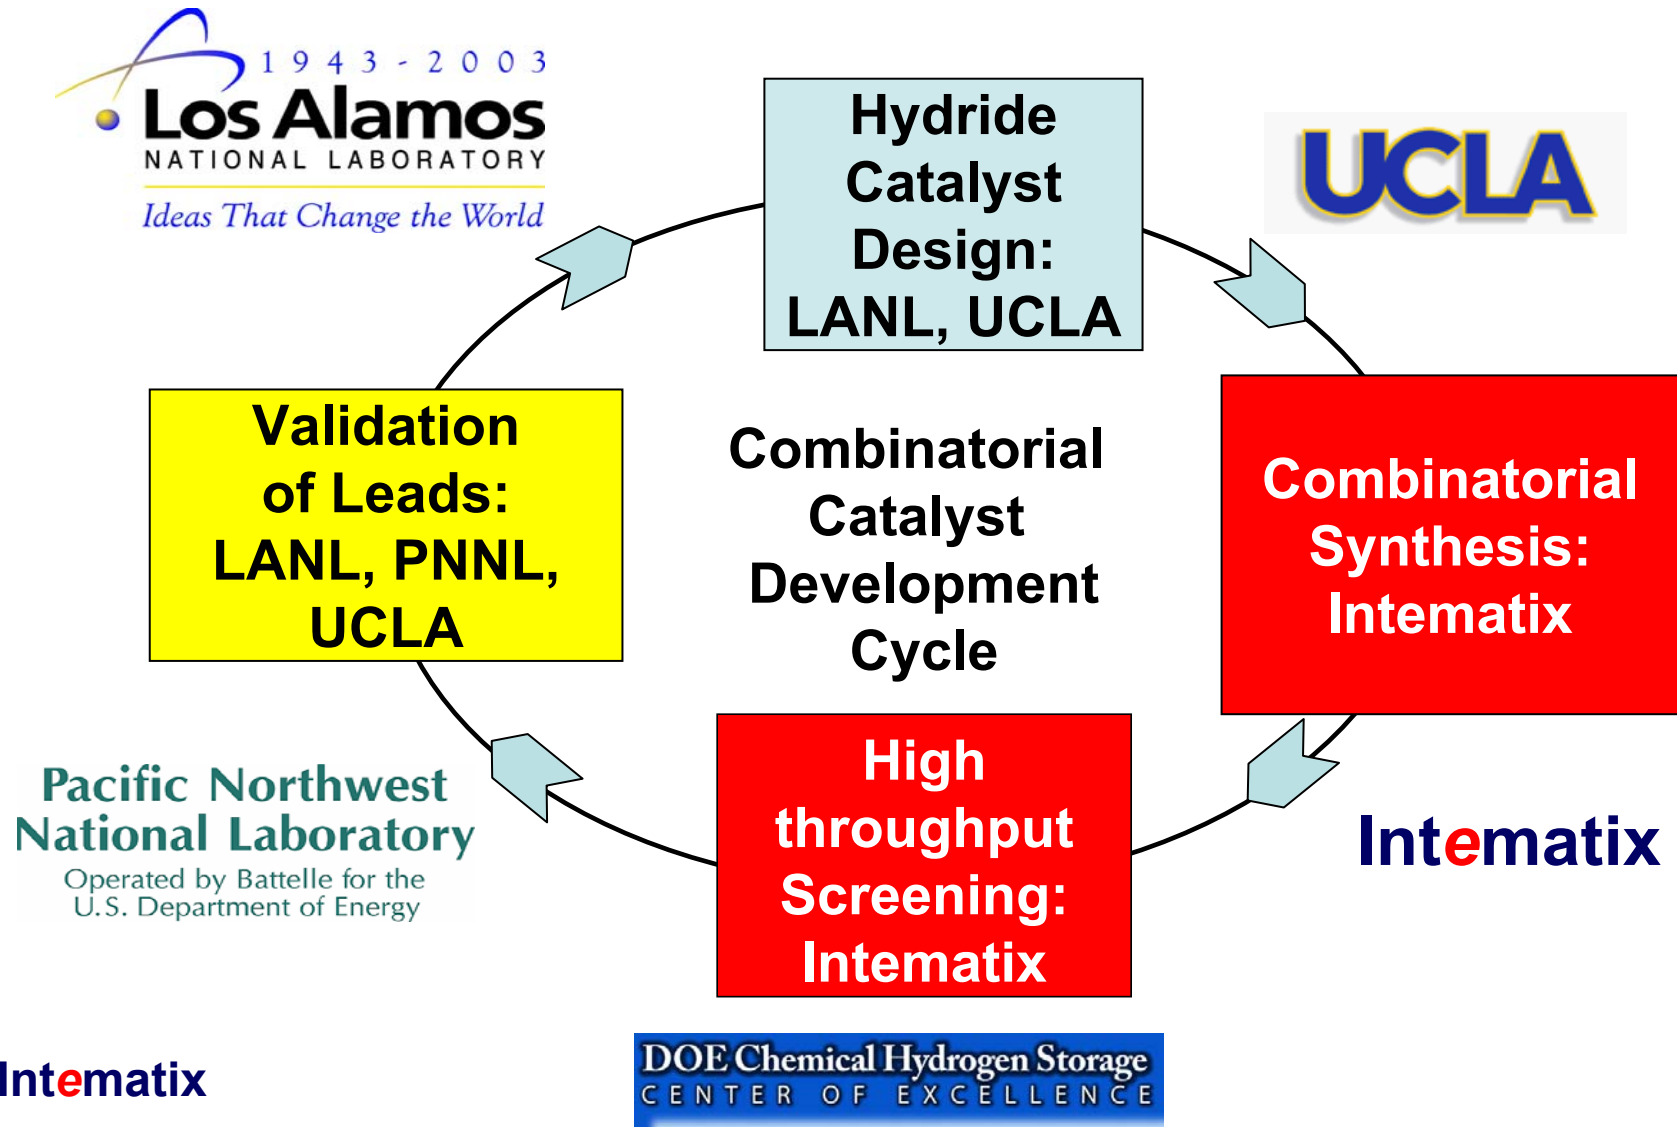 1943-2003
Los Alamos
NATIONAL LABORATORY
Ideas That Change the World
Hydride
Catalyst
Design:
LANL, UCLA
UCLA
Validation
of Leads:
LANL, PNNL,
UCLA
Combinatorial
Catalyst
Development
Cycle
Combinatorial
Synthesis:
Intematix
High
throughput
Screening:
Intematix
Pacific Northwest
National Laboratory
Operated by Battelle for the
U.S. Department of Energy
Intematix
Intematix
DOE Chemical Hydrogen Storage
CENTER OF EXCELLENCE